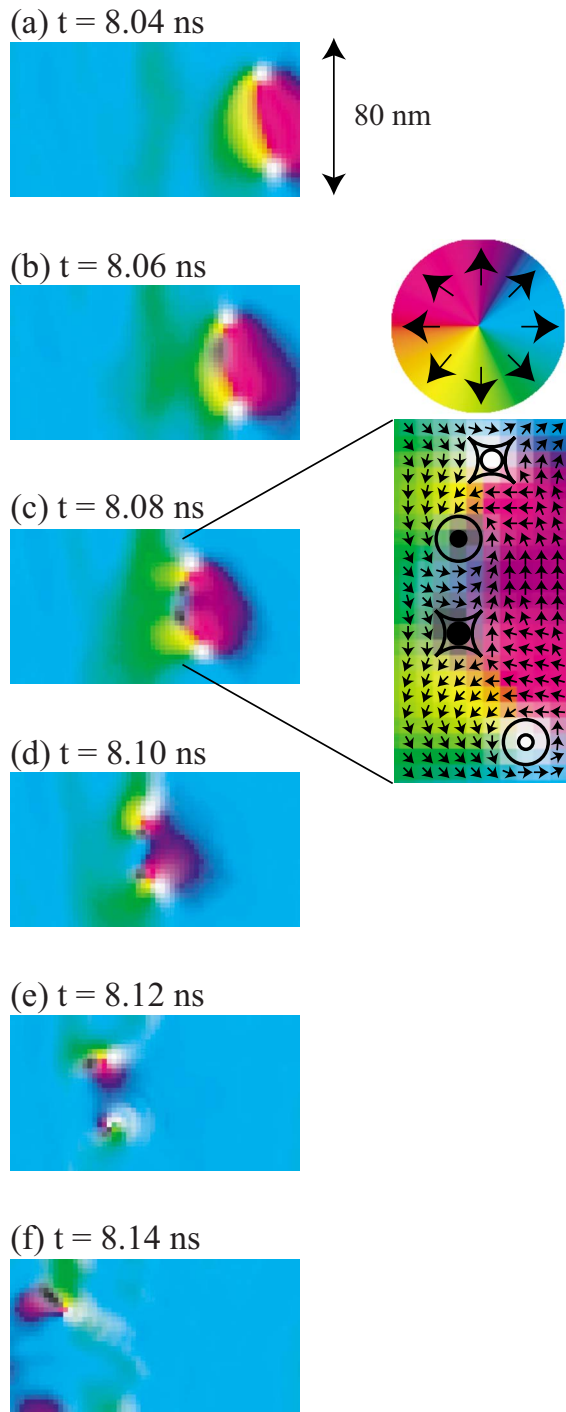 (a) t = 8.04 ns
80 nm
(b) t = 8.06 ns
(c) t = 8.08 ns
(d) t = 8.10 ns
(e) t = 8.12 ns
(f) t = 8.14 ns